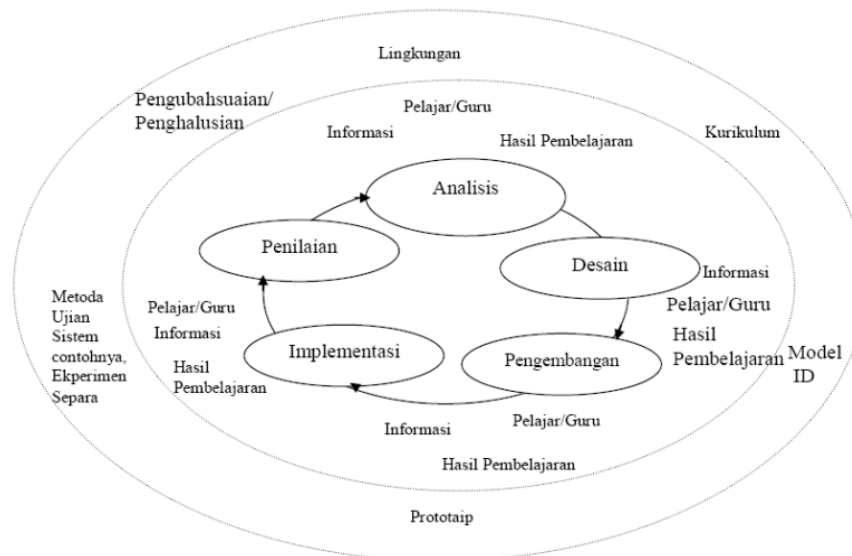 Lingkungan
Pengubahsuaian/
Penghalusian
Pelajar/Guru
Informasi
Hasil Pembelajaran
Kurikulum
Analisis
Penilaian
Desain
Informasi
Pelajar/Guru
Hasil
Pembelajaran
Model
ID
Metoda
Ujian
Sistem
contohnya,
Ekperimen
Separa
Pelajar/Guru
Informasi
Hasil
Pembelajaran
Implementasi
Pengembangan
Informasi
Pelajar/Guru
Hasil Pembelajaran
Prototaip